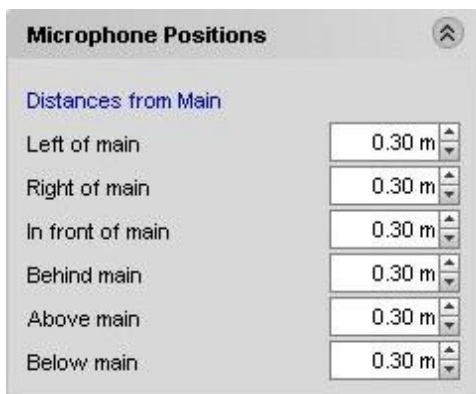 Microphone Positions
Distances from Main
Left of main 0.30 m
Right of main 0.30 m
In front of main 0.30 m
Behind main 0.30 m
Above main 0.30 m
Below main 0.30 m